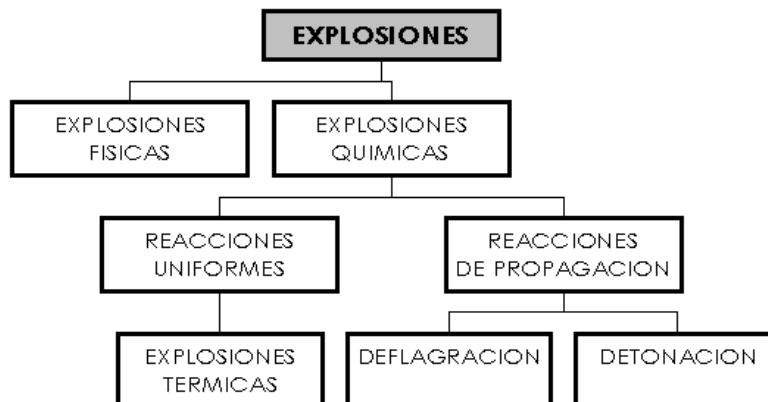 EXPLOSIONES
EXPLOSIONES
FISICAS
EXPLOSIONES
QUIMICAS
REACCIONES
UNIFORMES
REACCIONES
DE PROPAGACION
EXPLOSIONES
TERMICAS
DEFLAGRACION
DETONACION